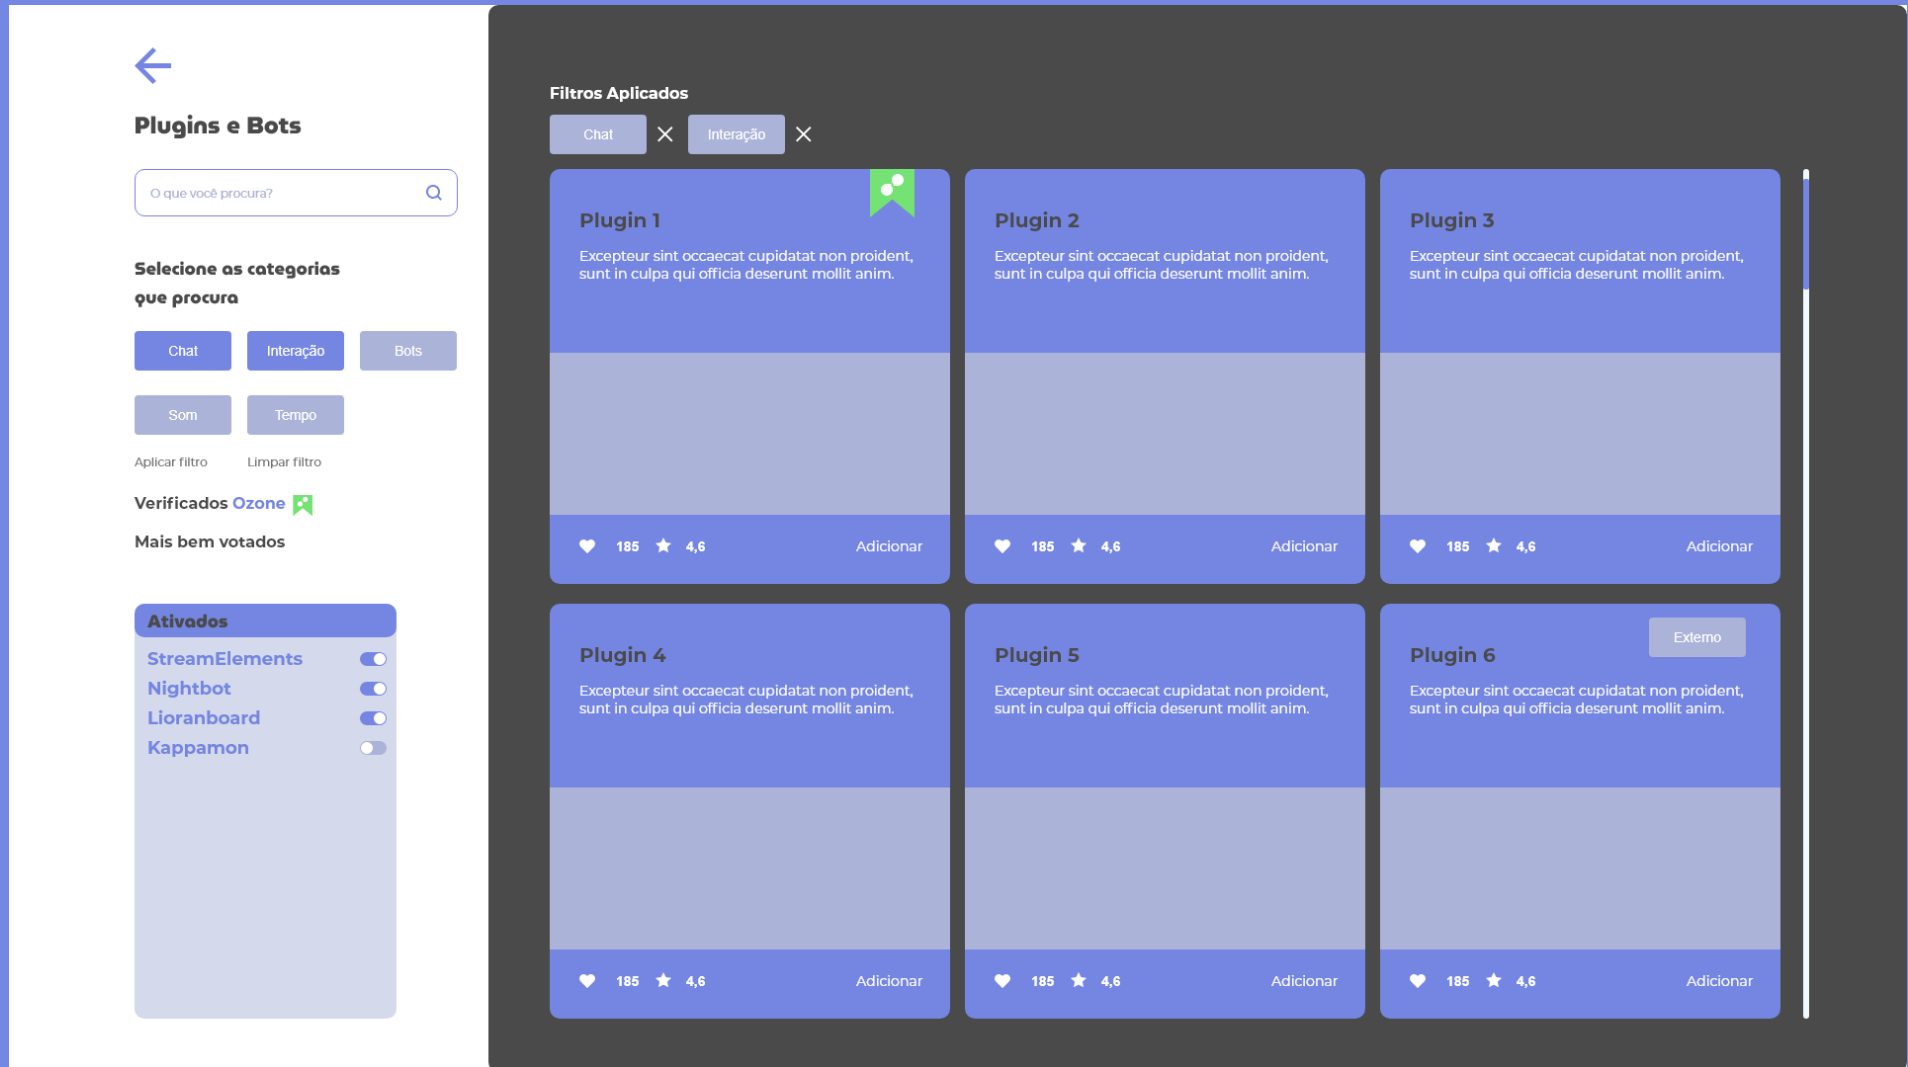 Plugins e Bots
O que você procura?
Selecione as categorias
que procura
Chat
Interação
Bots
Som
Tempo
Aplicar filtro
Limpar filtro
Verificados Ozone
Mais bem votados
Ativados
StreamElements
Nightbot
Lioranboard
Kappamon
Filtros Aplicados
Chat
Interação
Plugin 1
Excepteur sint occaecat cupidatat non proident,
sunt in culpa qui officia deserunt mollit anim.
185
4,6
Adicionar
Plugin 2
Excepteur sint occaecat cupidatat non proident,
sunt in culpa qui officia deserunt mollit anim.
185
4,6
Adicionar
Plugin 3
Excepteur sint occaecat cupidatat non proident,
sunt in culpa qui officia deserunt mollit anim.
185
4,6
Adicionar
Plugin 4
Excepteur sint occaecat cupidatat non proident,
sunt in culpa qui officia deserunt mollit anim.
185
4,6
Adicionar
Plugin 5
Excepteur sint occaecat cupidatat non proident,
sunt in culpa qui officia deserunt mollit anim.
185
4,6
Adicionar
Externo
Plugin 6
Excepteur sint occaecat cupidatat non proident,
sunt in culpa qui officia deserunt mollit anim.
185
4,6
Adicionar